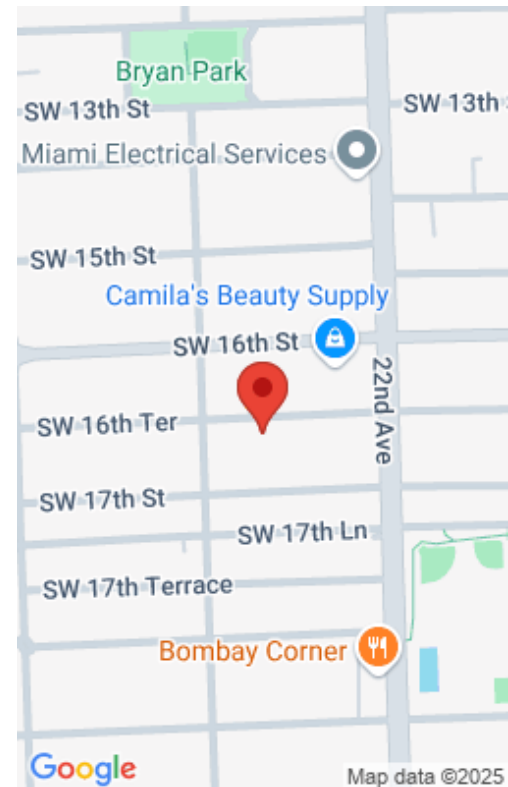 Bryan Park
SW 13th St
SW 13th
Miami Electrical Services
SW 15th St
Camila's Beauty Supply
SW 16th St
22nd Ave
SW 16th Ter
SW 17th St
SW 17th Ln
SW 17th Terrace
Bombay Corner
Google
Map data ©2025